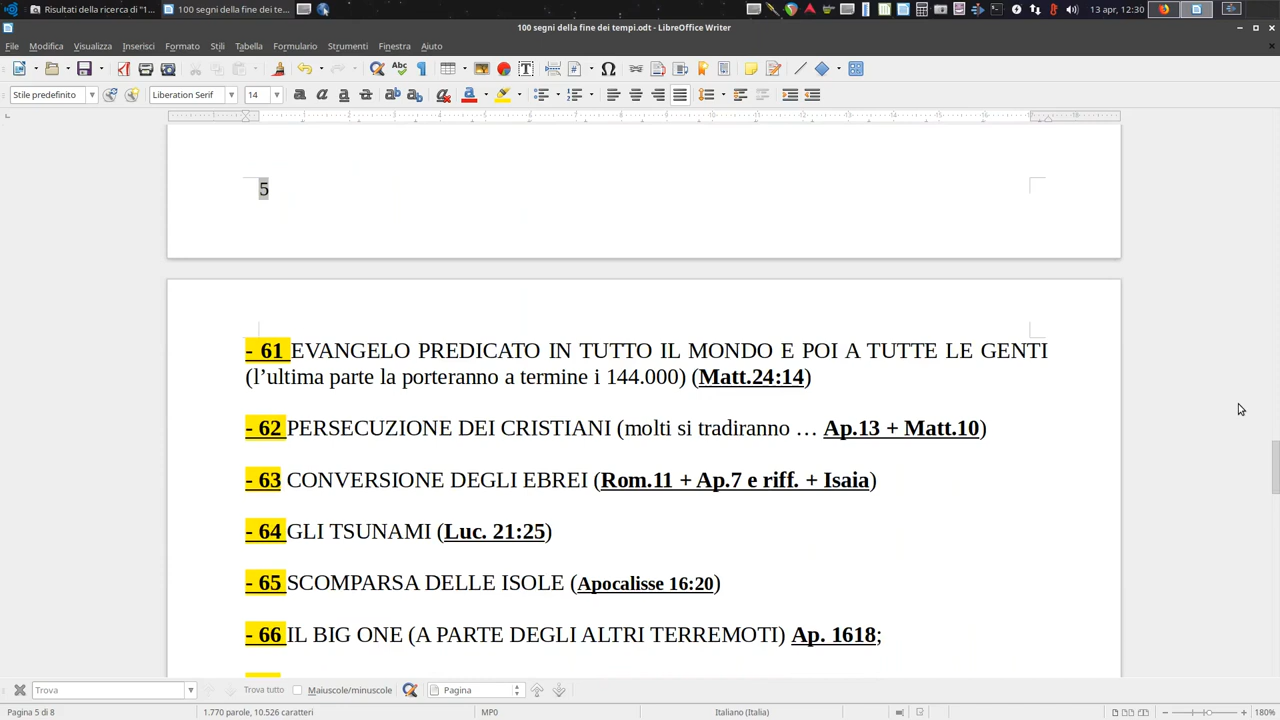 Risultati della ricerca di "1...
100 segni della fine dei te...
13 apr, 12:30
100 segni della fine dei tempi.odt - LibreOffice Writer
File Modifica Visualizza Inserisci Formato Stili Tabella Formulario Strumenti Finestra Aiuto
Stile predefinito Liberation Serif 14
5
- 61 EVANGELO PREDICATO IN TUTTO IL MONDO E POI A TUTTE LE GENTI
(l’ultima parte la porteranno a termine i 144.000) (Matt.24:14)
- 62 PERSECUZIONE DEI CRISTIANI (molti si tradiranno … Ap.13 + Matt.10)
- 63 CONVERSIONE DEGLI EBREI (Rom.11 + Ap.7 e riff. + Isaia)
- 64 GLI TSUNAMI (Luc. 21:25)
- 65 SCOMPARSA DELLE ISOLE (Apocalisse 16:20)
- 66 IL BIG ONE (A PARTE DEGLI ALTRI TERREMOTI) Ap. 1618;
Trova Trova tutto Maiuscole/minuscole Pagina
Pagina 5 di 8 1.770 parole, 10.526 caratteri MP0 Italiano (Italia) 180%